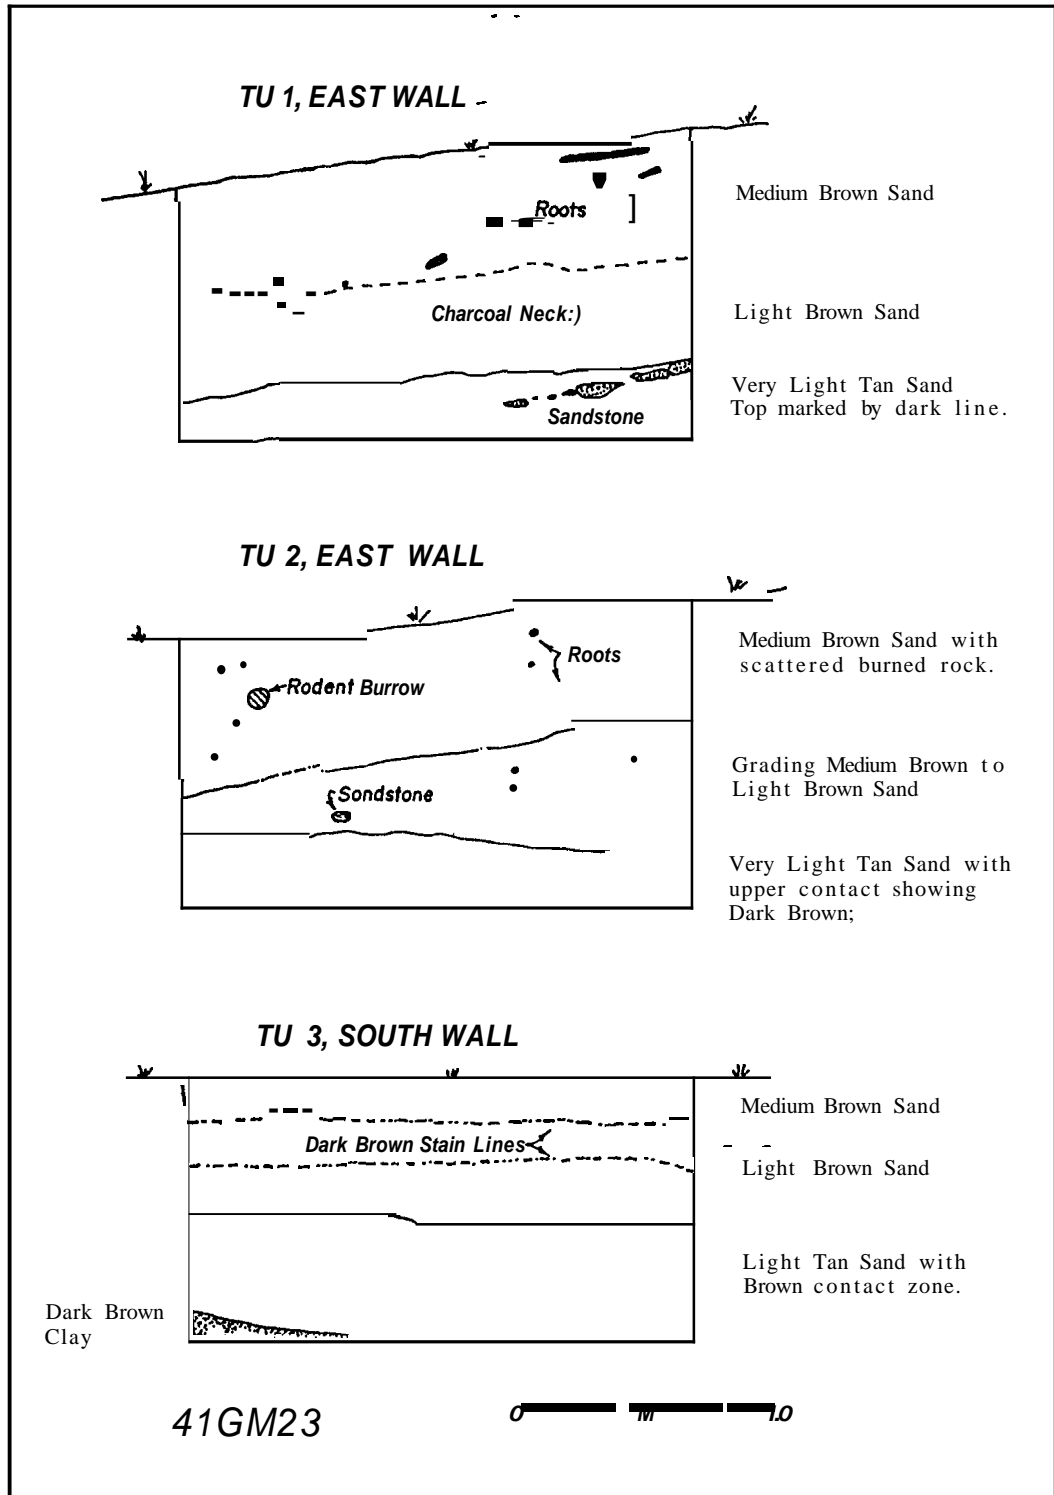 TU 1, EAST WALL
Medium Brown Sand
Roots
Charcoal Neck:)
Light Brown Sand
Very Light Tan Sand
Top marked by dark line.
Sandstone
TU 2, EAST WALL
Medium Brown Sand with
scattered burned rock.
Roots
Rodent Burrow
Grading Medium Brown to
Light Brown Sand
Sondstone
Very Light Tan Sand with
upper contact showing
Dark Brown;
TU 3, SOUTH WALL
Medium Brown Sand
Dark Brown Stain Lines
Light Brown Sand
Light Tan Sand with
Brown contact zone.
Dark Brown
Clay
41GM23
0 M 1.0